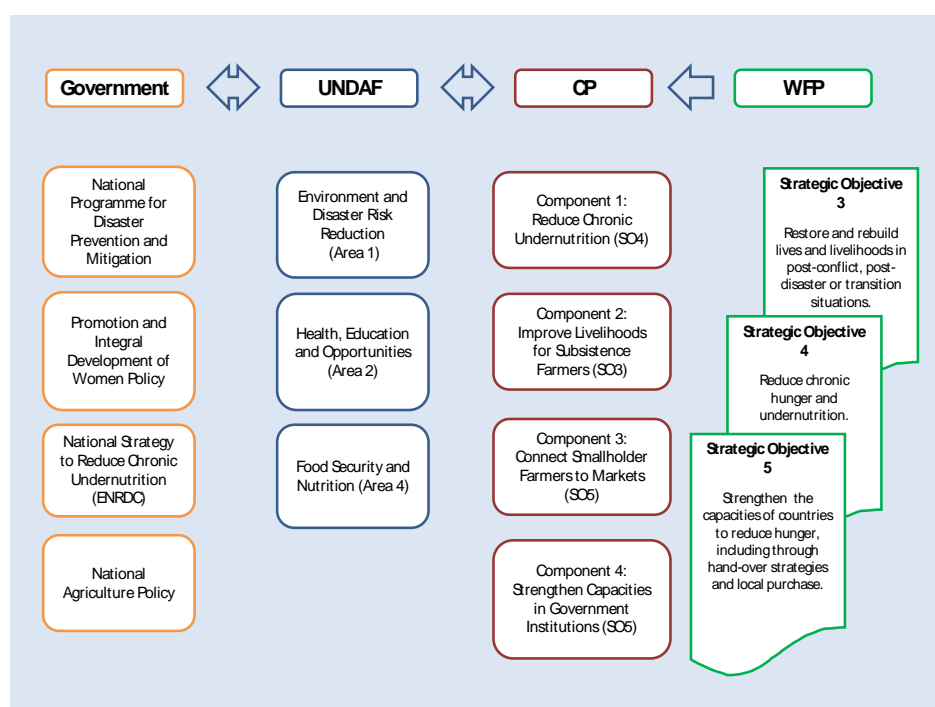 Government
UNDAF
CP
WFP
National
Programme for
Disaster
Prevention and
Mitigation
Promotion and
Integral
Development of
Women Policy
National Strategy
to Reduce Chronic
Undernutrition
(ENRDC)
National
Agriculture Policy
Environment and
Disaster Risk
Reduction
(Area 1)
Health, Education
and Opportunities
(Area 2)
Food Security and
Nutrition (Area 4)
Component 1:
Reduce Chronic
Undernutrition (SO4)
Component 2:
Improve Livelihoods
for Subsistence
Farmers (SO3)
Component 3:
Connect Smallholder
Farmers to Markets
(SO5)
Component 4:
Strengthen Capacities
in Government
Institutions (SO5)
Strategic Objective
3
Restore and rebuild
lives and livelihoods in
post-conflict, post-
disaster or transition
situations.
Strategic Objective
4
Reduce chronic
hunger and
undernutrition.
Strategic Objective
5
Strengthen the
capacities of countries
to reduce hunger,
including through
hand-over strategies
and local purchase.